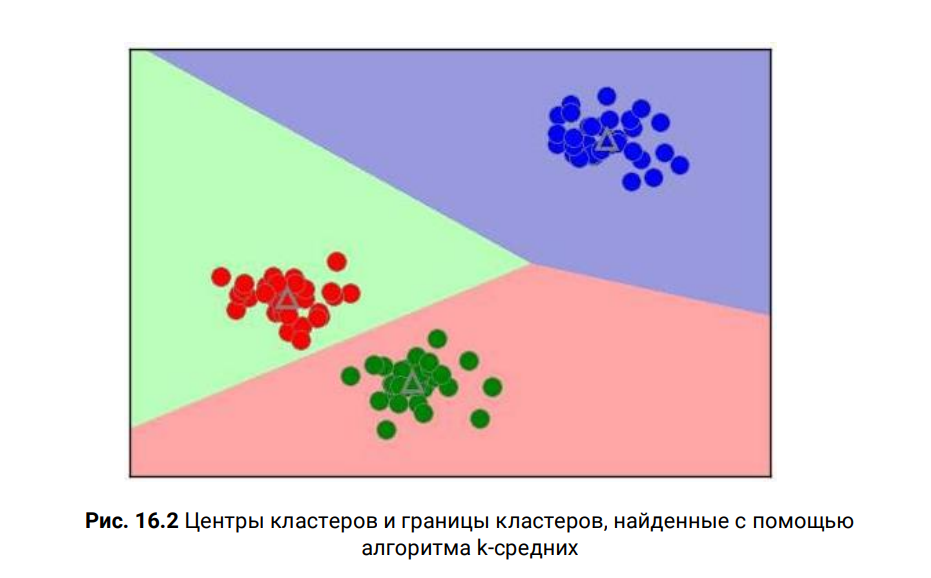 Рис. 16.2 Центры кластеров и границы кластеров, найденные с помощью
алгоритма k-средних